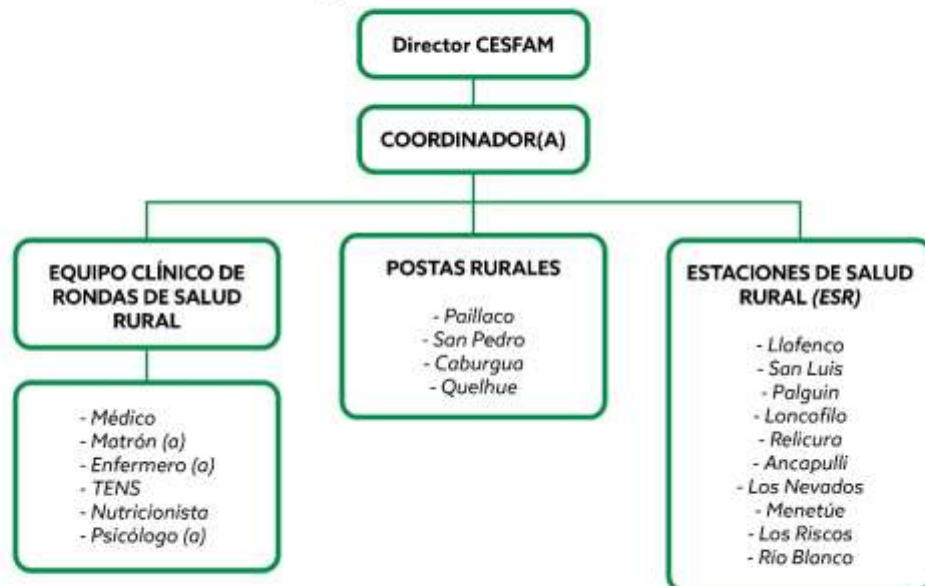 Director CESFAM
COORDINADOR(A)
EQUIPO CLÍNICO DE
RONDAS DE SALUD
RURAL
- Médico
- Matrón (a)
- Enfermero (a)
- TENS
- Nutricionista
- Psicólogo (a)
POSTAS RURALES
- Paillaco
- San Pedro
- Caburgua
- Quelhue
ESTACIONES DE SALUD
RURAL (ESR)
- Llafenco
- San Luis
- Palguin
- Loncofilo
- Relicura
- Ancapulli
- Los Nevados
- Menetúe
- Los Riscos
- Río Blanco